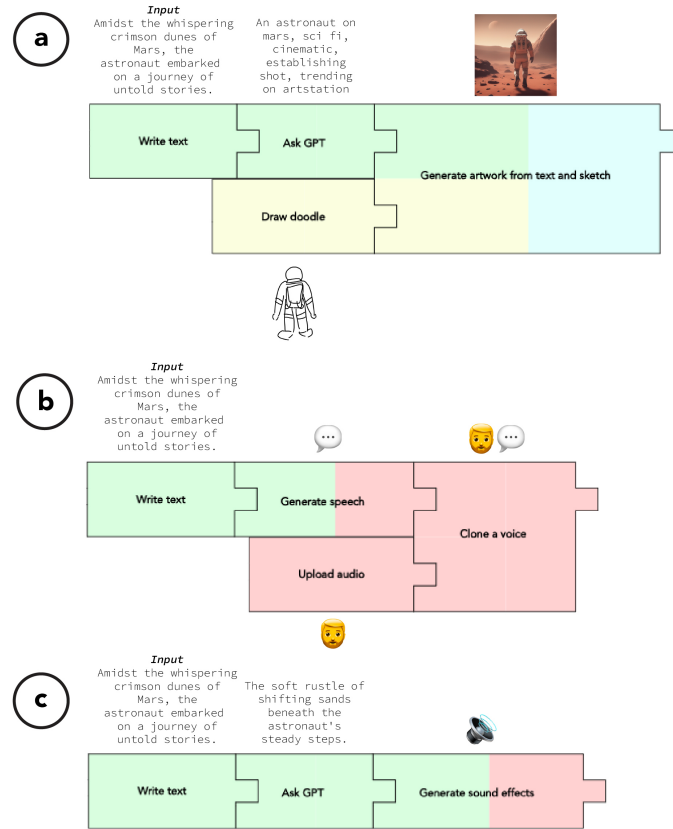 a
Input
Amidst the whispering
crimson dunes of
Mars, the
astronaut embarked
on a journey of
untold stories.
An astronaut on
mars, sci fi,
cinematic,
establishing
shot, trending
on artstation
Write text
Ask GPT
Generate artwork from text and sketch
Draw doodle
b
Input
Amidst the whispering
crimson dunes of
Mars, the
astronaut embarked
on a journey of
untold stories.
Write text
Generate speech
Clone a voice
Upload audio
c
Input
Amidst the whispering
crimson dunes of
Mars, the
astronaut embarked
on a journey of
untold stories.
The soft rustle of
shifting sands
beneath the
astronaut's
steady steps.
Write text
Ask GPT
Generate sound effects